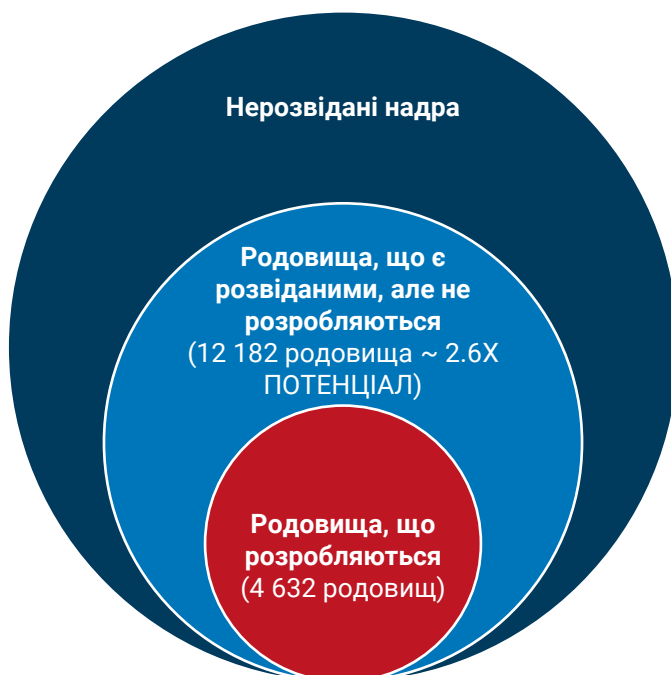 Нерозвідані надра
Родовища, що є
розвіданими, але не
розробляються
(12 182 родовища ~ 2.6X
ПОТЕНЦІАЛ)
Родовища, що
розробляються
(4 632 родовищ)